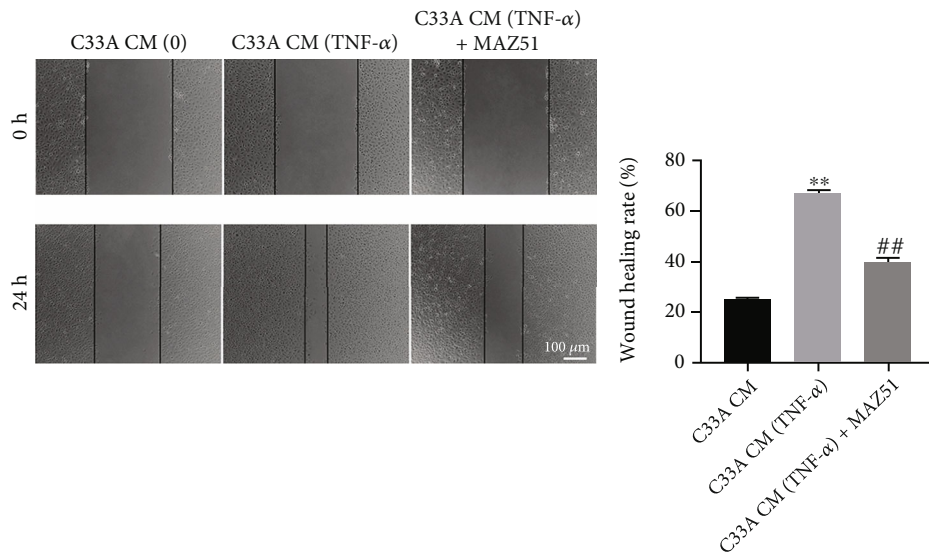 C33A CM (0)
C33A CM (TNF-α)
C33A CM (TNF-α)
+ MAZ51
0 h
24 h
100 μm
Wound healing rate (%)
80
60
40
20
0
**
##
C33A CM
C33A CM (TNF-α)
C33A CM (TNF-α) + MAZ51